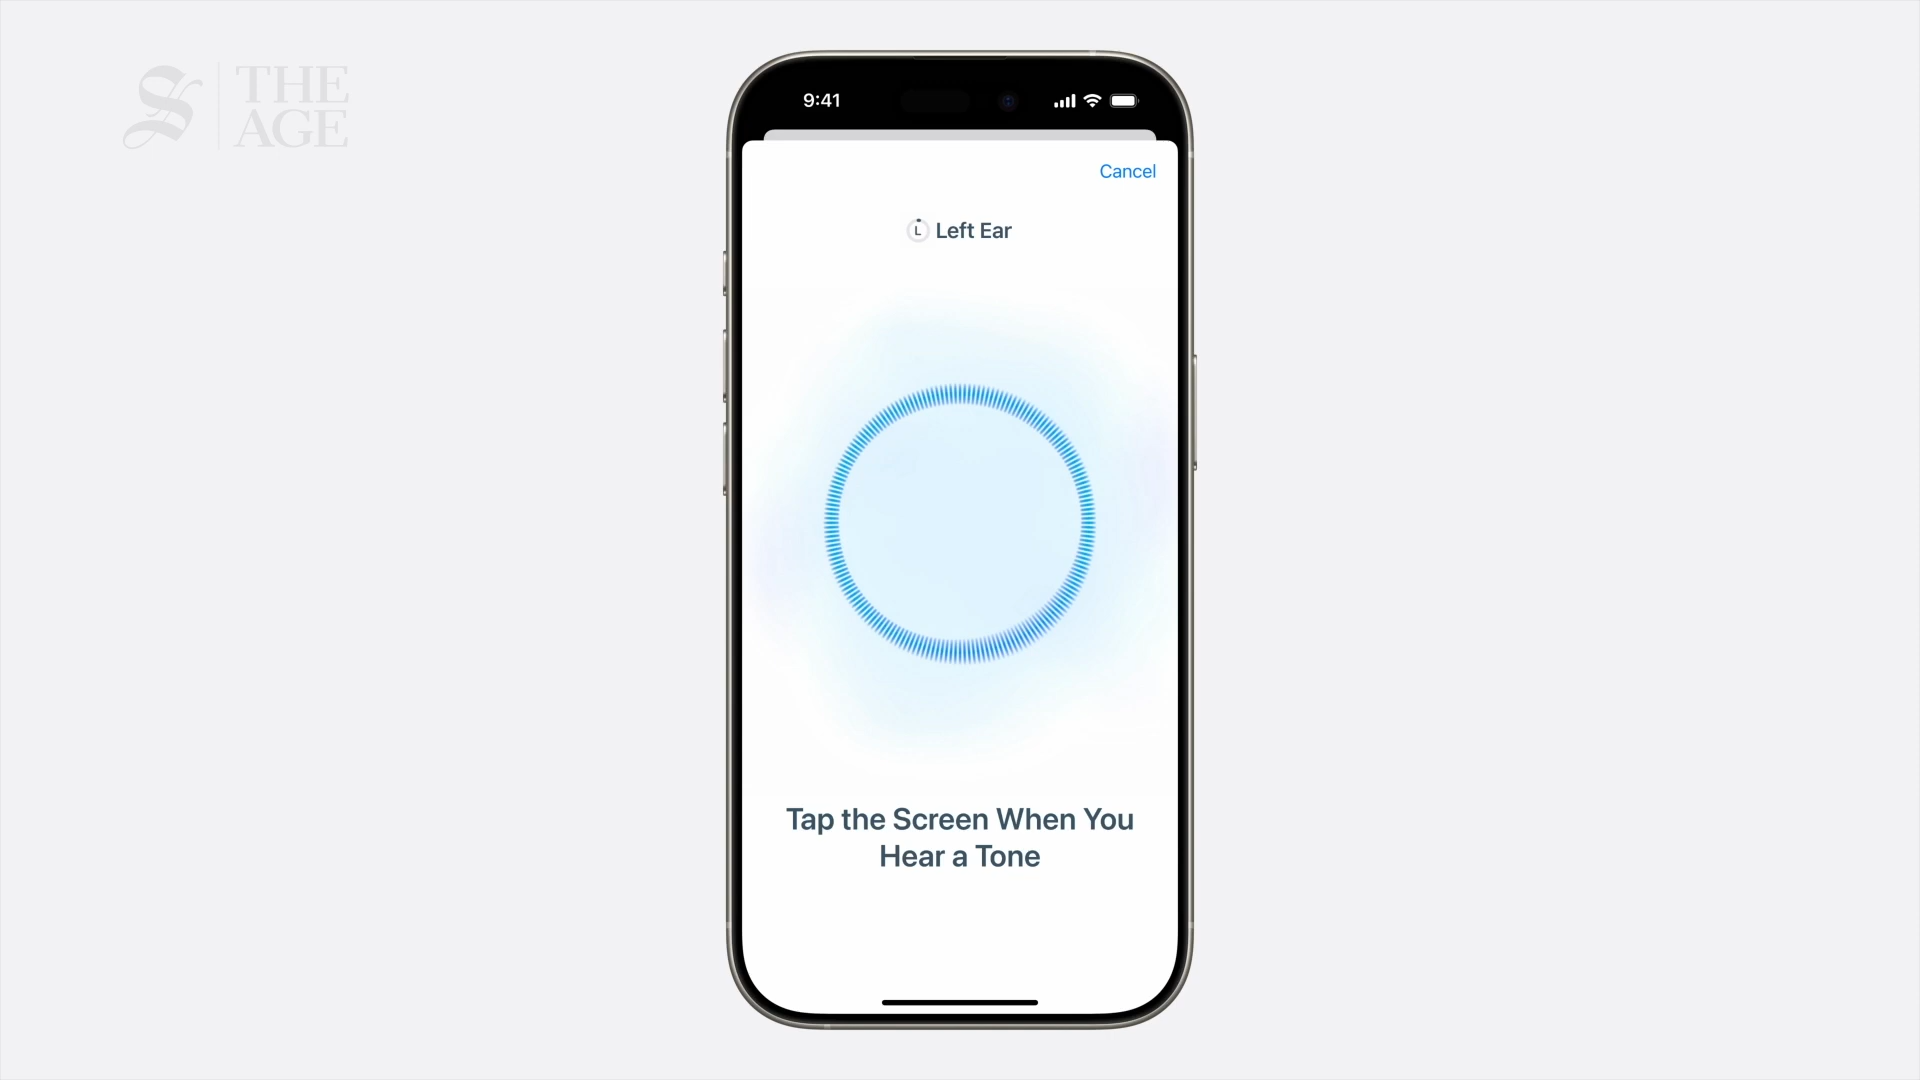 THE
AGE
9:41
Cancel
L Left Ear
Tap the Screen When You
Hear a Tone